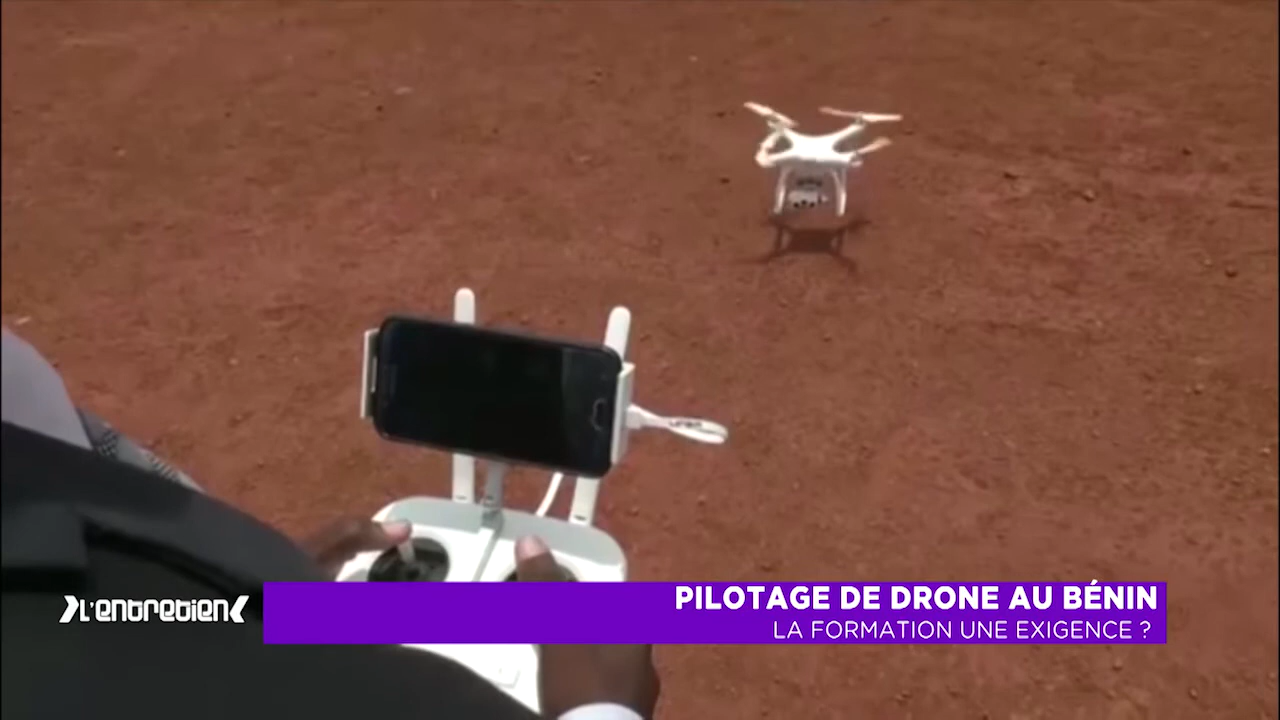 PILOTAGE DE DRONE AU BÉNIN
L'entretien
LA FORMATION UNE EXIGENCE ?